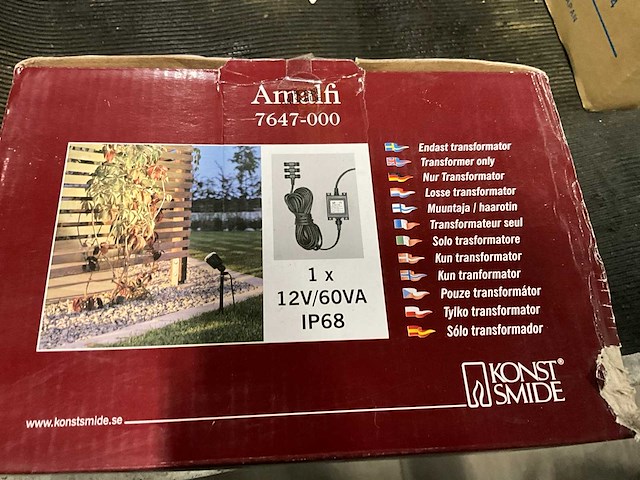 Amalfi
7647-000
Endast transformator
Transformer only
Nur Transformator
Losse transformator
Muuntaja / haarotin
Transformateur seul
Solo trasformatore
Kun transformator
Kun tranformator
Pouze transformátor
Tylko transformator
Sólo transformador
1 x
12V/60VA
IP68
KONST
SMIDE®
www.konstsmide.se
JAPAN